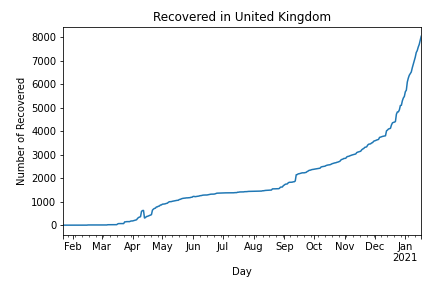 Recovered in United Kingdom
Number of Recovered
8000
7000
6000
5000
4000
3000
2000
1000
0
Feb Mar Apr May Jun Jul Aug Sep Oct Nov Dec Jan
2021
Day